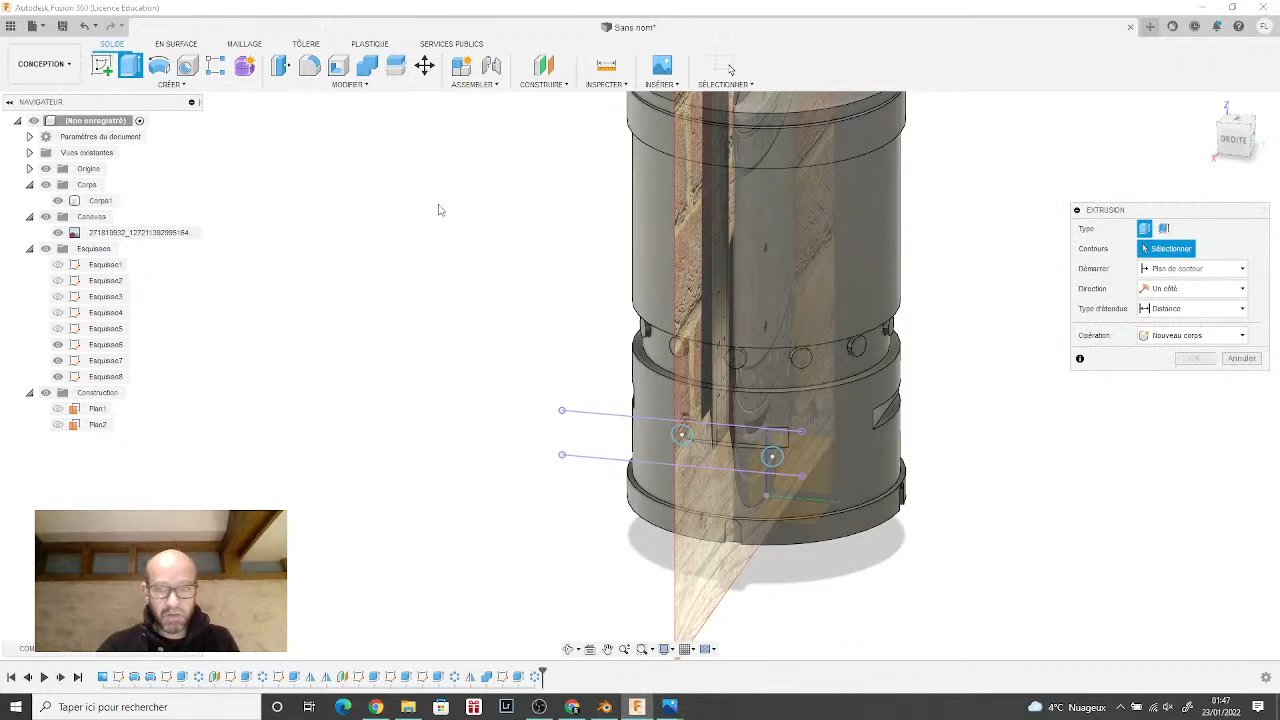 Autodesk Fusion 360 (Licence Education)
Sans nom*
FL
CONCEPTION
SOLIDE
EN SURFACE
MAILLAGE
TÔLERIE
PLASTIQUE
SERVICES PUBLICS
CRÉER
MODIFIER
ASSEMBLER
CONSTRUIRE
INSPECTER
INSÉRER
SÉLECTIONNER
NAVIGATEUR
(Non enregistré)
Paramètres du document
Vues existantes
Origine
Corps
Corps1
Canevas
271819932_127211392995164...
Esquisses
Esquisse1
Esquisse2
Esquisse3
Esquisse4
Esquisse5
Esquisse6
Esquisse7
Esquisse8
Construction
Plan1
Plan2
Z
DROITE
X
EXTRUSION
Type
Contours
Sélectionner
Démarrer
Plan de contour
Direction
Un côté
Type d'étendue
Distance
Opération
Nouveau corps
OK
Annuler
Taper ici pour rechercher
4°C Nuageux
01:47
23/01/2022